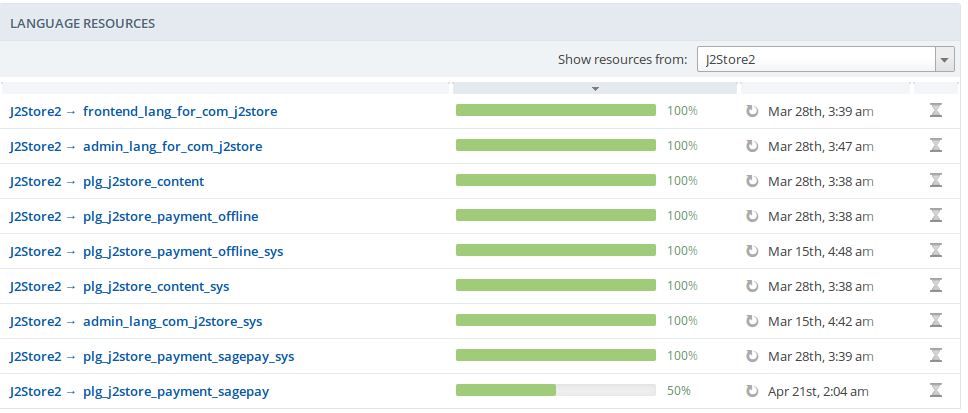 LANGUAGE RESOURCES
Show resources from: J2Store2
J2Store2 → frontend_lang_for_com_j2store 100% Mar 28th, 3:39 am
J2Store2 → admin_lang_for_com_j2store 100% Mar 28th, 3:47 am
J2Store2 → plg_j2store_content 100% Mar 28th, 3:38 am
J2Store2 → plg_j2store_payment_offline 100% Mar 28th, 3:38 am
J2Store2 → plg_j2store_payment_offline_sys 100% Mar 15th, 4:48 am
J2Store2 → plg_j2store_content_sys 100% Mar 28th, 3:38 am
J2Store2 → admin_lang_com_j2store_sys 100% Mar 15th, 4:42 am
J2Store2 → plg_j2store_payment_sagepay_sys 100% Mar 28th, 3:39 am
J2Store2 → plg_j2store_payment_sagepay 50% Apr 21st, 2:04 am